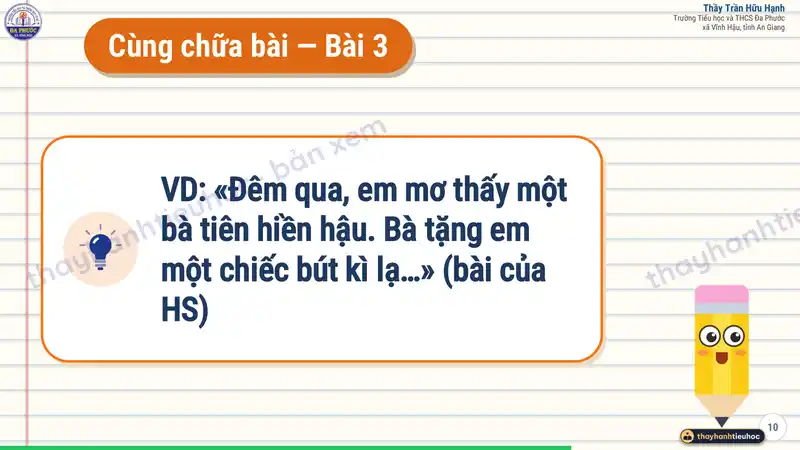 Thầy Trần Hữu Hạnh
Trường Tiểu học và THCS Đa Phước
xã Vĩnh Hậu, tỉnh An Giang
ĐA PHƯỚC
Cùng chữa bài — Bài 3
VD: «Đêm qua, em mơ thấy một
bà tiên hiền hậu. Bà tặng em
một chiếc bút kì lạ…» (bài của
HS)
thayhanhtieuhoc
10